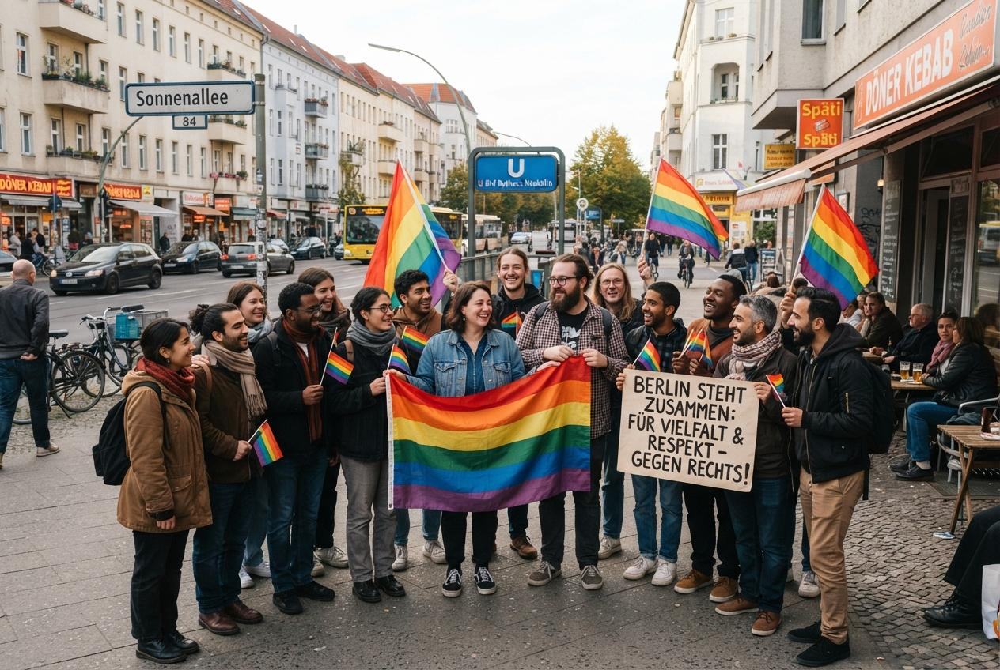 Sonnenallee
84
U
DÖNER KEBAB
Späti
Späti
DÖNER KEBAB
BERLIN STEHT
ZUSAMMEN:
FÜR VIELFALT &
RESPEKT –
GEGEN RECHTS!